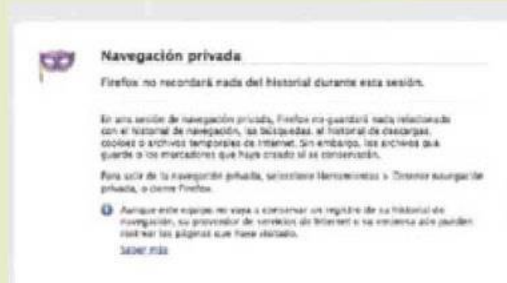 Navegación privada
Firefox no recordará nada del historial durante esta sesión.
En una sesión de navegación privada, Firefox no guardará nada relacionado
con el historial de navegación, las búsquedas, el historial de descargas,
cookies o archivos temporales de Internet. Sin embargo, los archivos que
guarde o los marcadores que haya creado sí se conservarán.
Para salir de la navegación privada, seleccione Herramientas > Detener navegación
privada, o cierre Firefox.
Aunque este equipo no vaya a conservar un registro de su historial de
navegación, su proveedor de servicios de Internet o su empresa aún pueden
rastrear las páginas que haya visitado.
Saber más